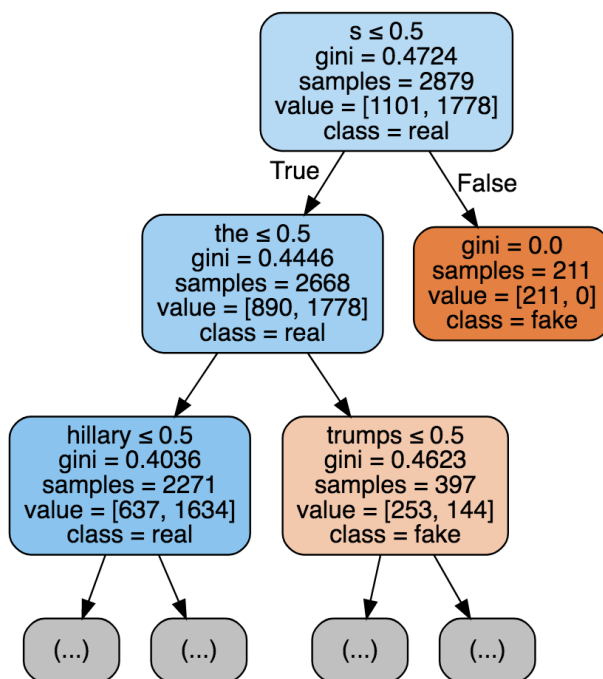 s ≤ 0.5
gini = 0.4724
samples = 2879
value = [1101, 1778]
class = real
True
False
the ≤ 0.5
gini = 0.4446
samples = 2668
value = [890, 1778]
class = real
gini = 0.0
samples = 211
value = [211, 0]
class = fake
hillary ≤ 0.5
gini = 0.4036
samples = 2271
value = [637, 1634]
class = real
trumps ≤ 0.5
gini = 0.4623
samples = 397
value = [253, 144]
class = fake
(...)
(...)
(...)
(...)